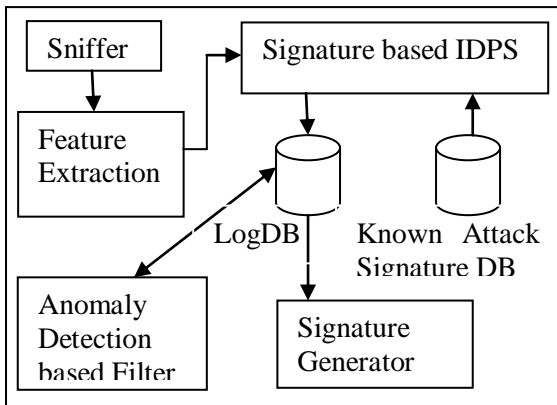 Sniffer
Signature based IDPS
Feature
Extraction
LogDB
Known Attack
Signature DB
Anomaly
Detection
based Filter
Signature
Generator